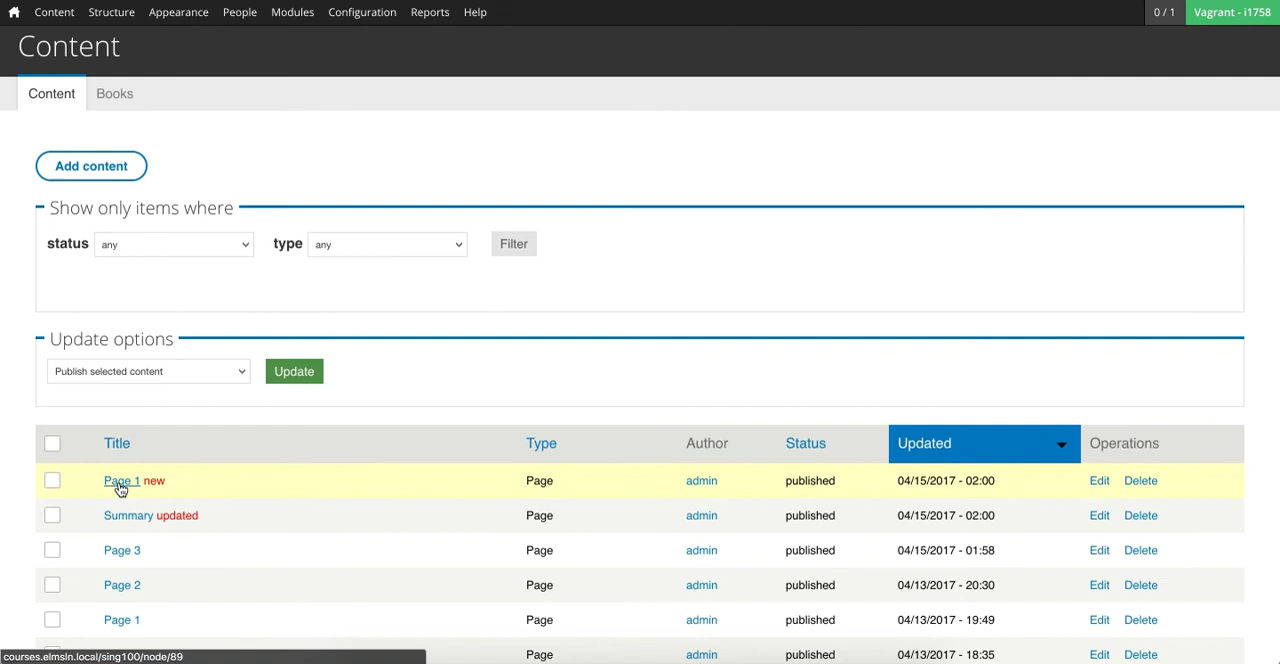 Content Structure Appearance People Modules Configuration Reports Help 0 / 1 Vagrant - i1758
Content
Content Books
Add content
Show only items where
status any type any Filter
Update options
Publish selected content Update
Title Type Author Status Updated Operations
Page 1 new Page admin published 04/15/2017 - 02:00 Edit Delete
Summary updated Page admin published 04/15/2017 - 02:00 Edit Delete
Page 3 Page admin published 04/15/2017 - 01:58 Edit Delete
Page 2 Page admin published 04/13/2017 - 20:30 Edit Delete
Page 1 Page admin published 04/13/2017 - 19:49 Edit Delete
Page admin published 04/13/2017 - 18:35 Edit Delete
courses.elmsln.local/sing100/node/89